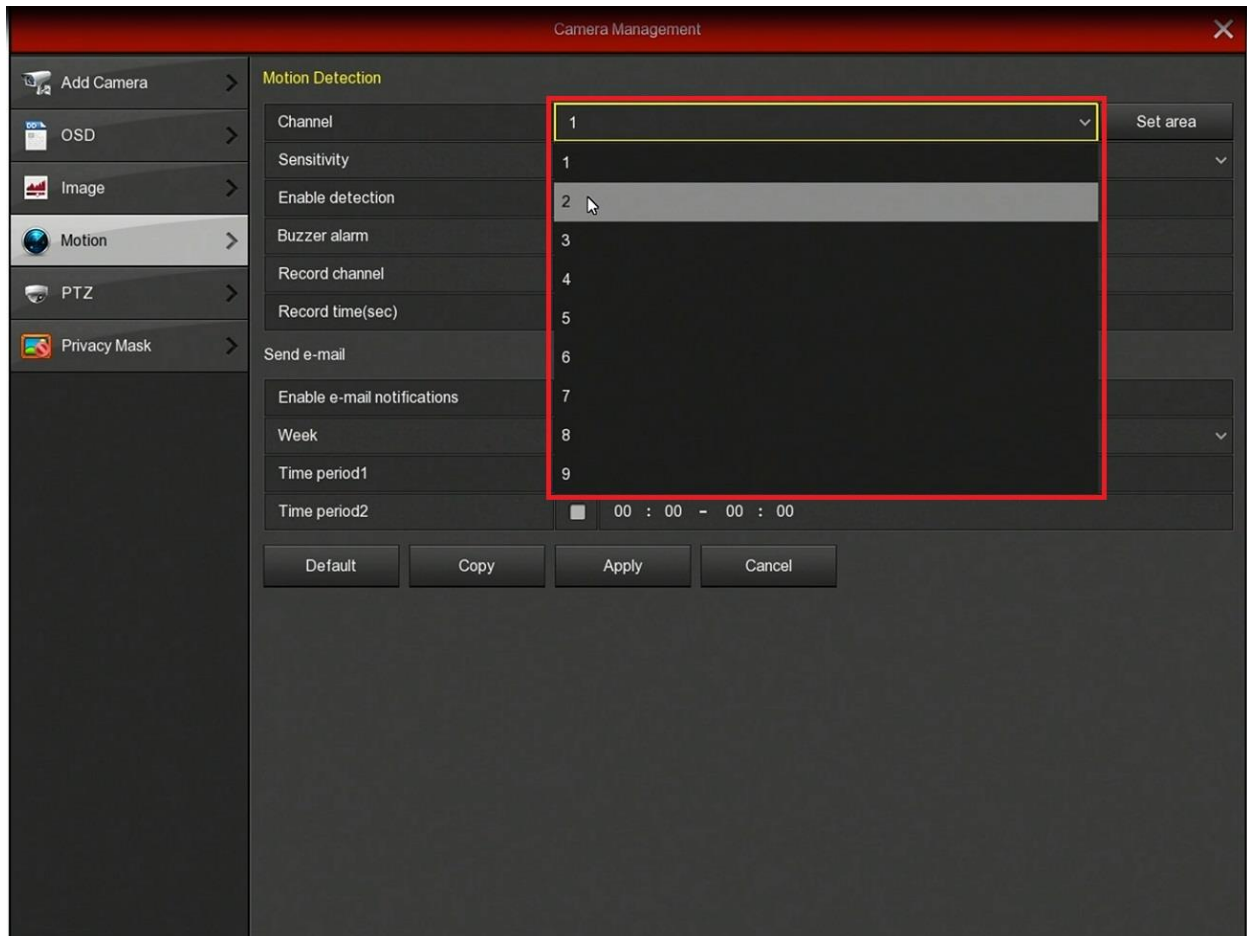 Camera Management
Add Camera
OSD
Image
Motion
PTZ
Privacy Mask
Motion Detection
Channel 1 Set area
Sensitivity 1
Enable detection 2
Buzzer alarm 3
Record channel 4
Record time(sec) 5
Send e-mail 6
Enable e-mail notifications 7
Week 8
Time period1 9
Time period2 00 : 00 - 00 : 00
Default Copy Apply Cancel